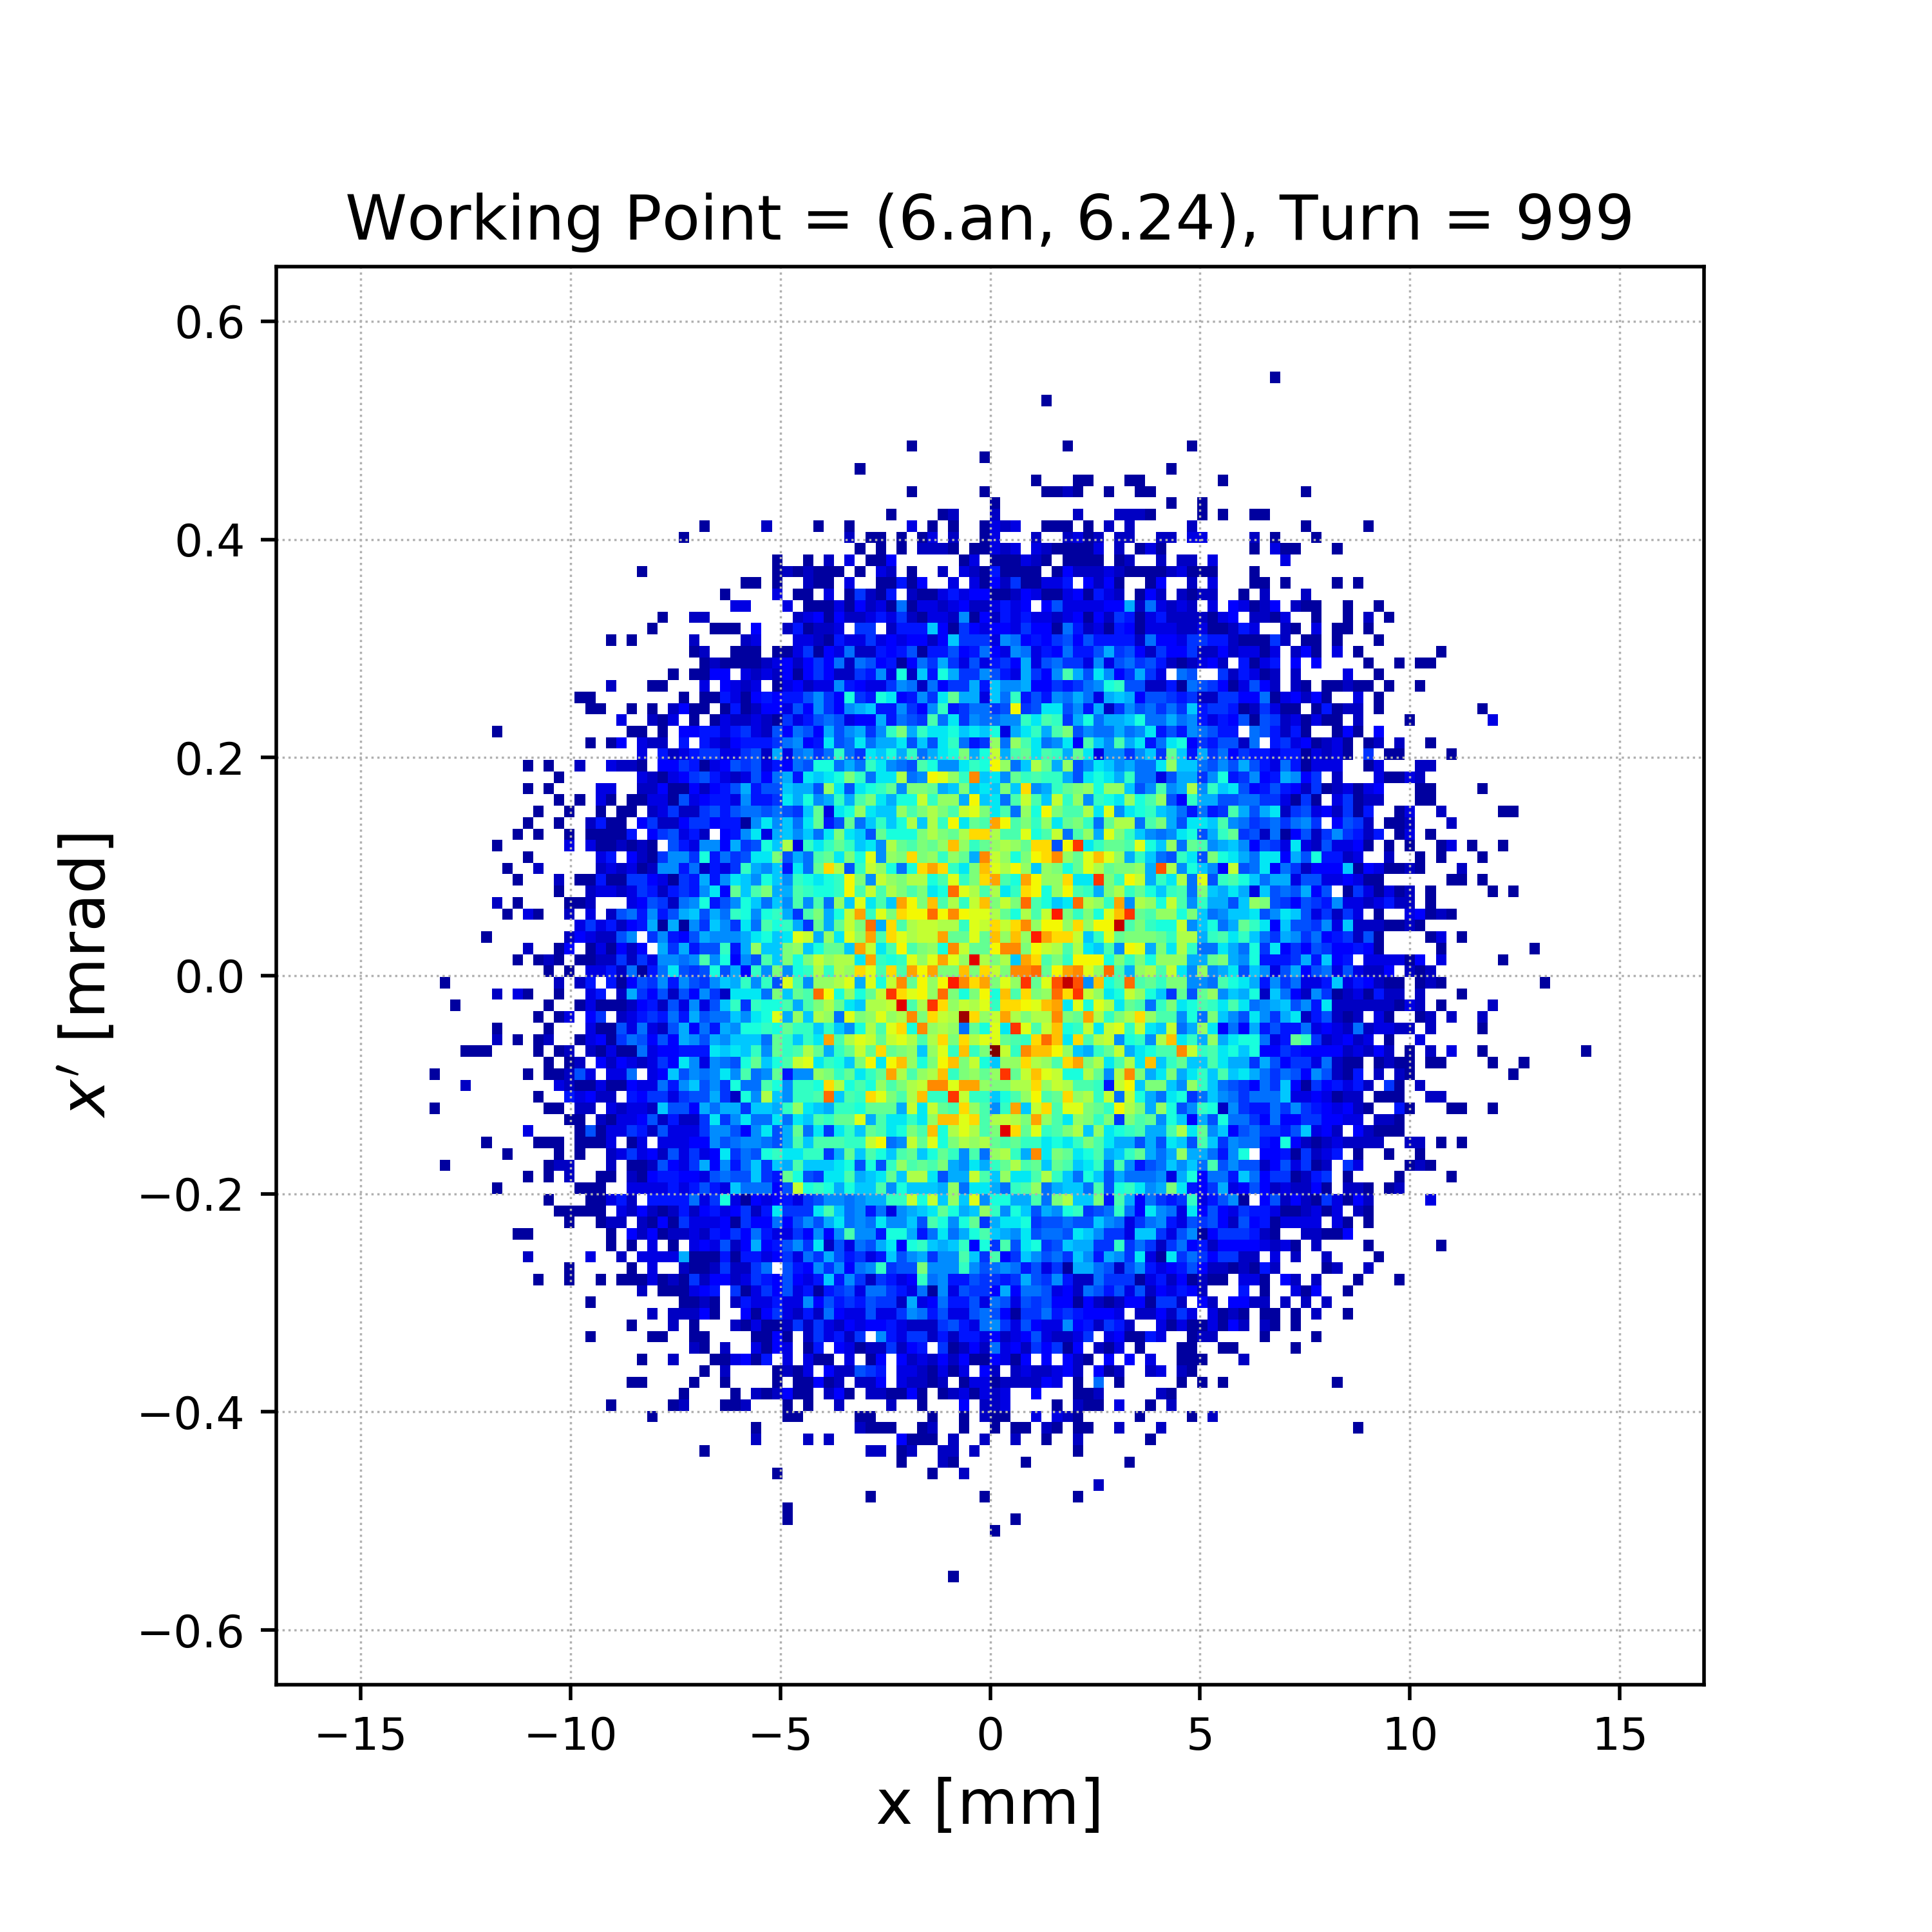 Working Point = (6.an, 6.24), Turn = 999
0.6
0.4
0.2
0.0
−0.2
−0.4
−0.6
x′ [mrad]
−15 −10 −5 0 5 10 15
x [mm]